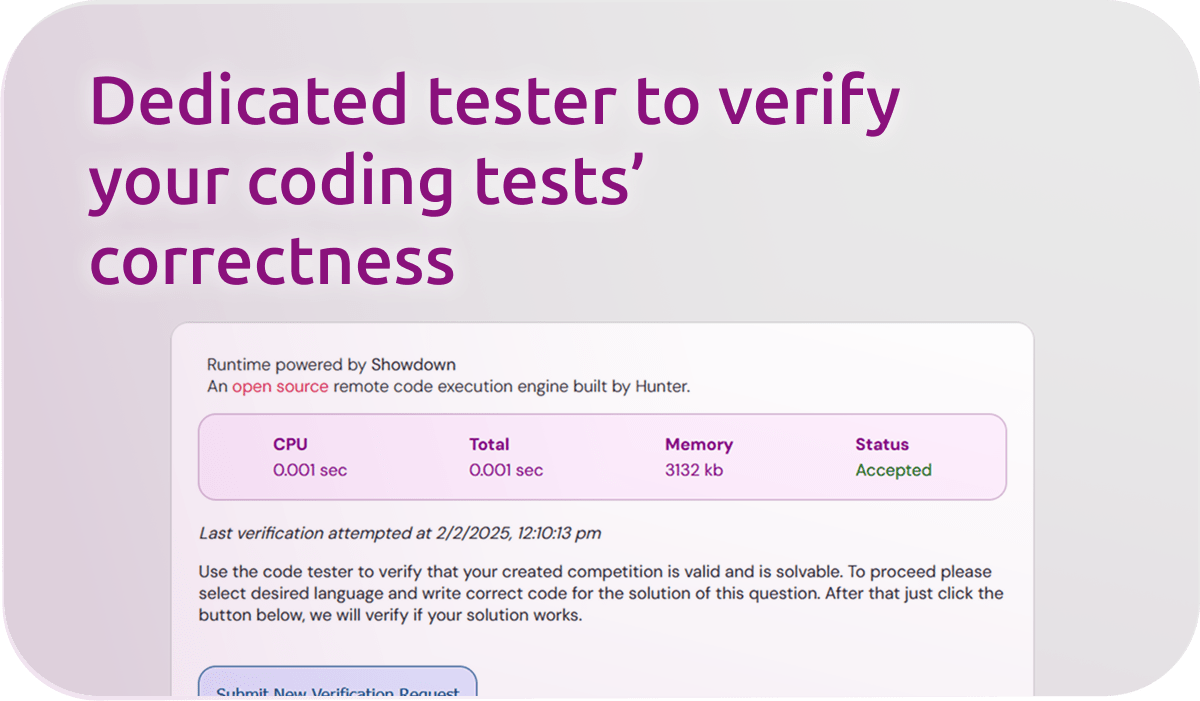 Dedicated tester to verify
your coding tests’
correctness
Runtime powered by Showdown
An open source remote code execution engine built by Hunter.
CPU Total Memory Status
0.001 sec 0.001 sec 3132 kb Accepted
Last verification attempted at 2/2/2025, 12:10:13 pm
Use the code tester to verify that your created competition is valid and is solvable. To proceed please
select desired language and write correct code for the solution of this question. After that just click the
button below, we will verify if your solution works.
Submit New Verification Request